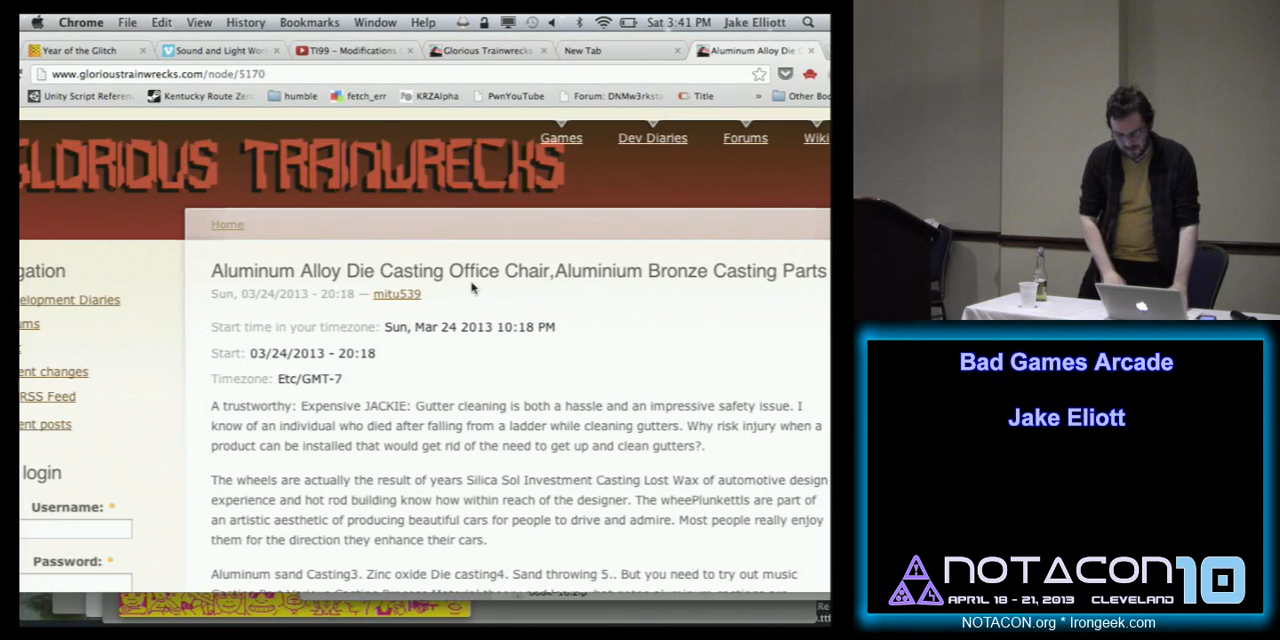 Chrome File Edit View History Bookmarks Window Help Sat 3:41 PM Jake Elliott
Year of the Glitch Sound and Light Wor TI99 – Modifications Glorious Trainwrecks New Tab Aluminum Alloy Die C
www.glorioustrainwrecks.com/node/5170
Unity Script Referen Kentucky Route Zero humble fetch_err KRZAlpha PwnYouTube Forum: DNMw3rkst Title » Other Boo
GLORIOUS TRAINWRECKS
Games Dev Diaries Forums Wiki
Home
gation
elopment Diaries
ums
ent changes
RSS Feed
ent posts
login
Username: *
Password: *
Aluminum Alloy Die Casting Office Chair,Aluminium Bronze Casting Parts
Sun, 03/24/2013 - 20:18 — mitu539
Start time in your timezone: Sun, Mar 24 2013 10:18 PM
Start: 03/24/2013 - 20:18
Timezone: Etc/GMT-7
A trustworthy: Expensive JACKIE: Gutter cleaning is both a hassle and an impressive safety issue. I
know of an individual who died after falling from a ladder while cleaning gutters. Why risk injury when a
product can be installed that would get rid of the need to get up and clean gutters?.
The wheels are actually the result of years Silica Sol Investment Casting Lost Wax of automotive design
experience and hot rod building know how within reach of the designer. The wheePlunkettls are part of
an artistic aesthetic of producing beautiful cars for people to drive and admire. Most people really enjoy
them for the direction they enhance their cars.
Aluminum sand Casting3. Zinc oxide Die casting4. Sand throwing 5.. But you need to try out music
Bad Games Arcade
Jake Eliott
NOTACON 10
APRIL 18 - 21, 2013 CLEVELAND
NOTACON.org * Irongeek.com